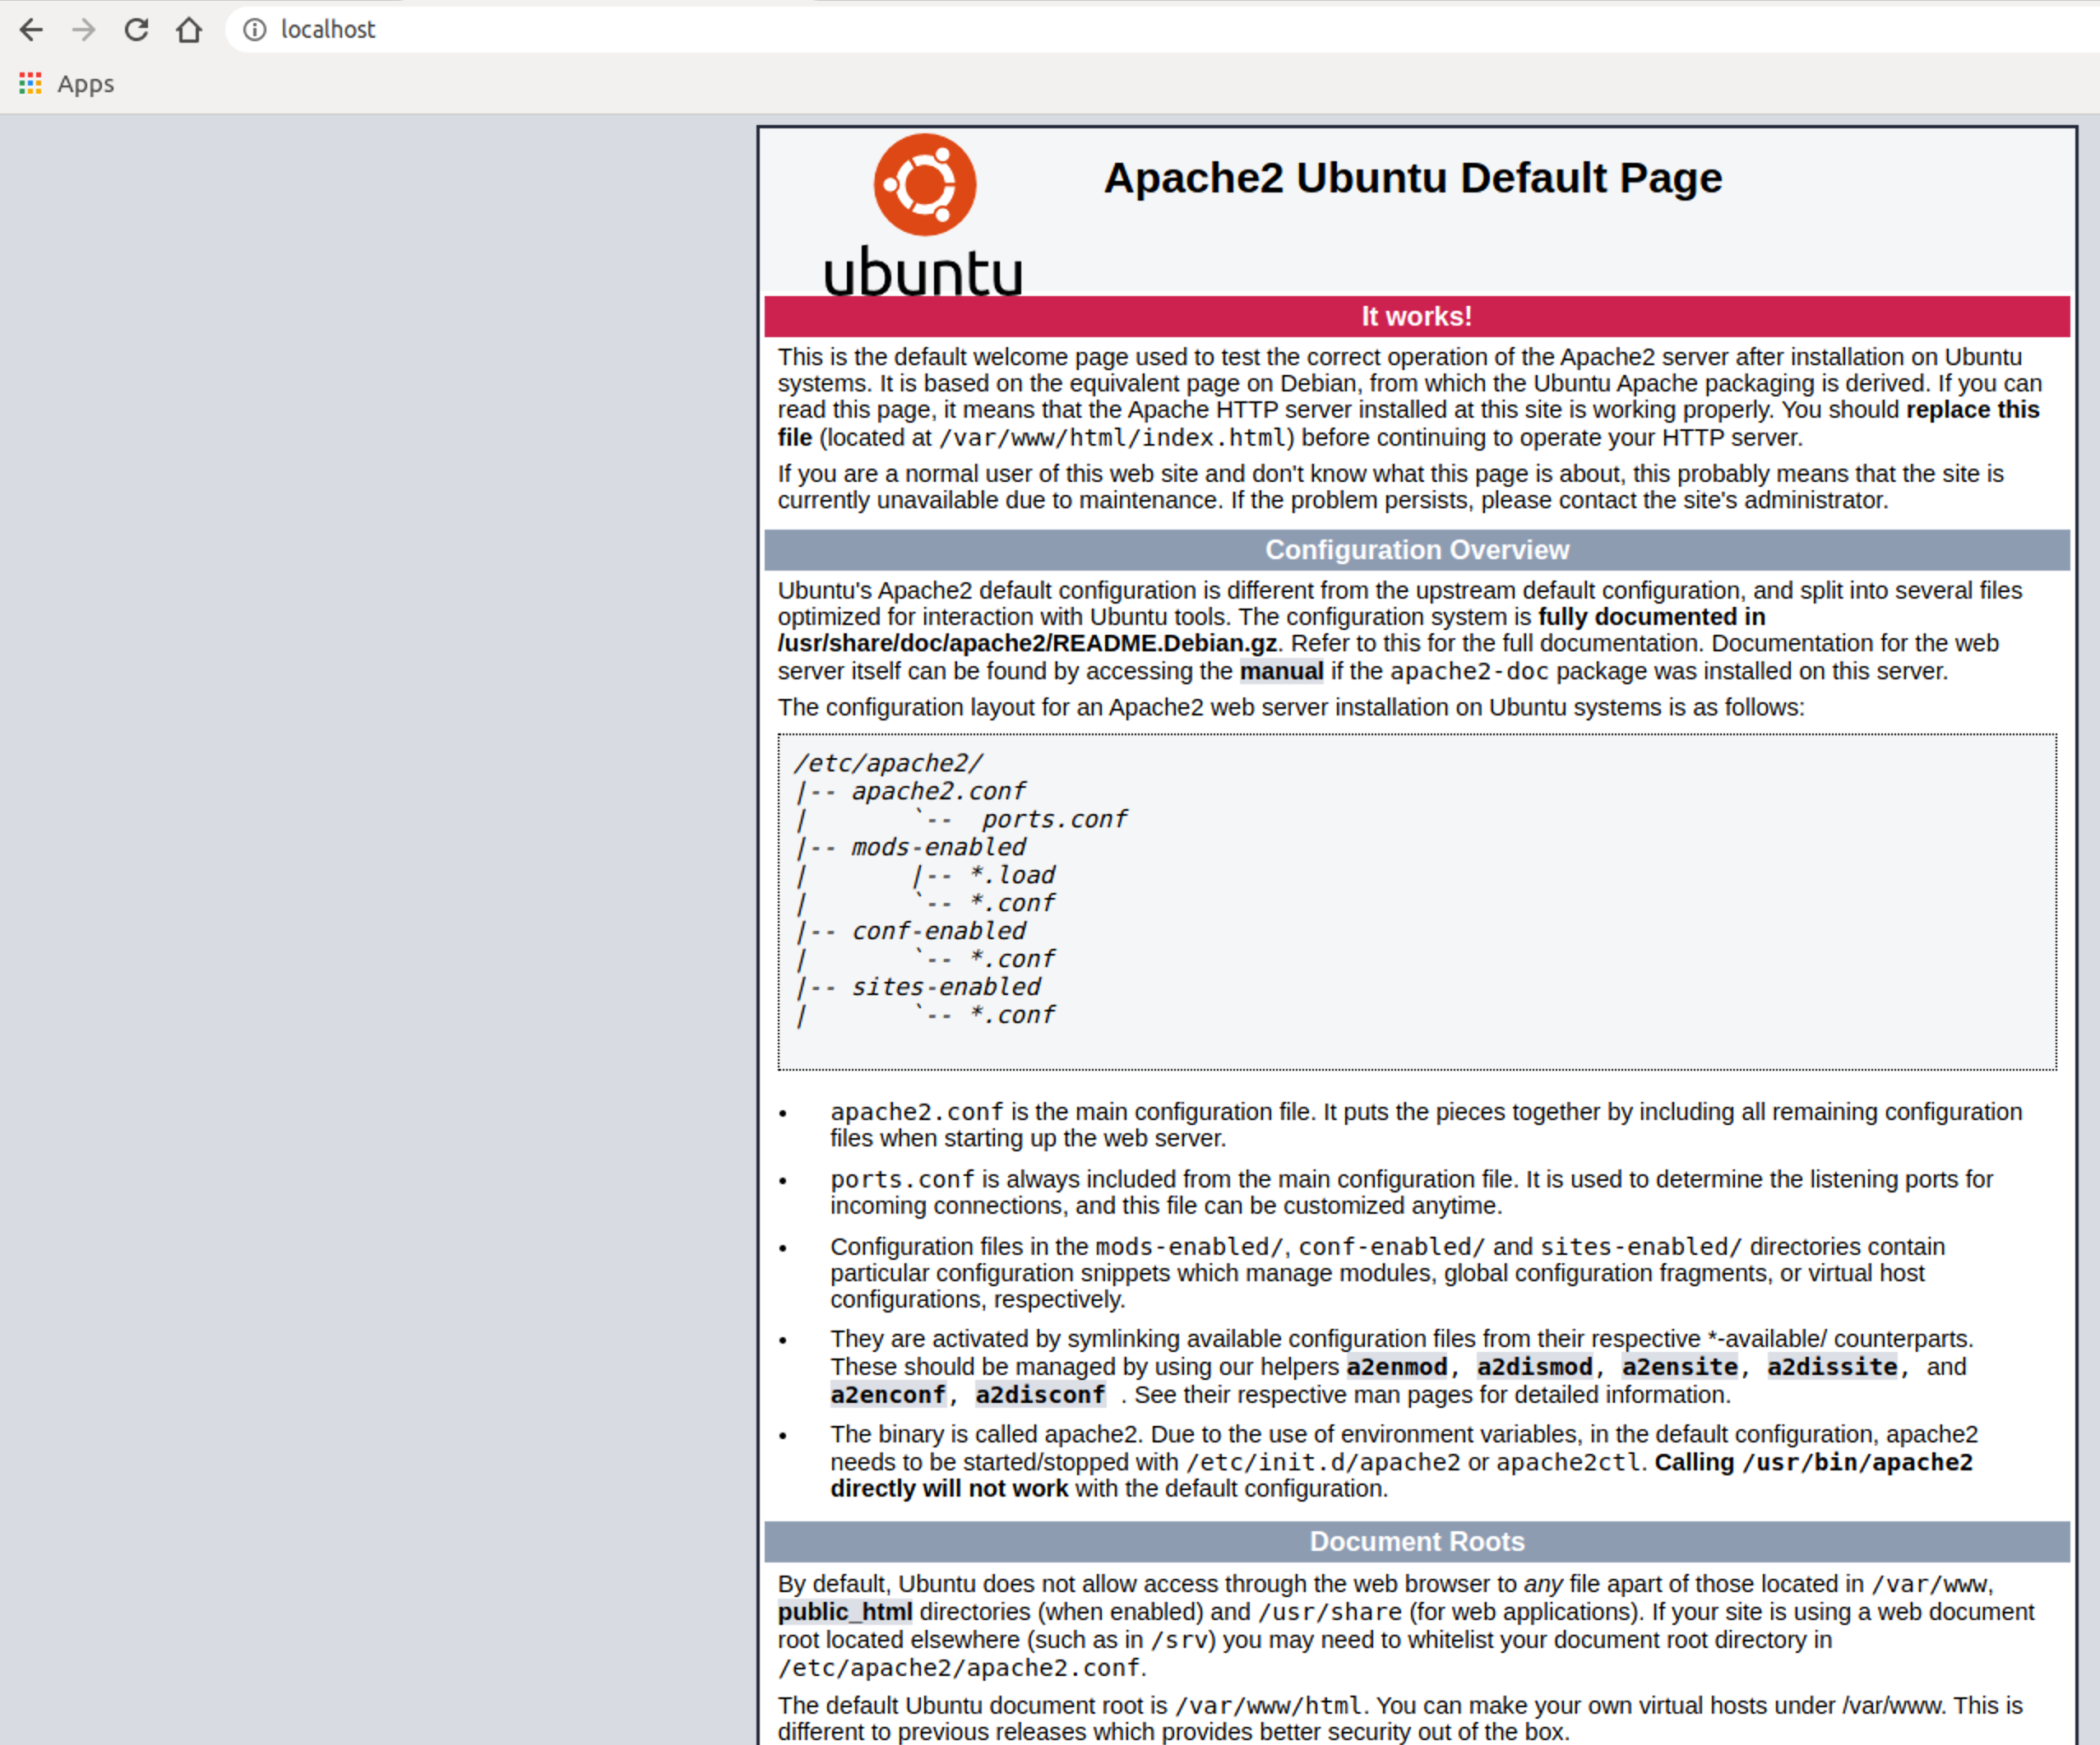 localhost
Apps
ubuntu
Apache2 Ubuntu Default Page
It works!
This is the default welcome page used to test the correct operation of the Apache2 server after installation on Ubuntu
systems. It is based on the equivalent page on Debian, from which the Ubuntu Apache packaging is derived. If you can
read this page, it means that the Apache HTTP server installed at this site is working properly. You should replace this
file (located at /var/www/html/index.html) before continuing to operate your HTTP server.
If you are a normal user of this web site and don't know what this page is about, this probably means that the site is
currently unavailable due to maintenance. If the problem persists, please contact the site's administrator.
Configuration Overview
Ubuntu's Apache2 default configuration is different from the upstream default configuration, and split into several files
optimized for interaction with Ubuntu tools. The configuration system is fully documented in
/usr/share/doc/apache2/README.Debian.gz. Refer to this for the full documentation. Documentation for the web
server itself can be found by accessing the manual if the apache2-doc package was installed on this server.
The configuration layout for an Apache2 web server installation on Ubuntu systems is as follows:
/etc/apache2/
|-- apache2.conf
|       `--  ports.conf
|-- mods-enabled
|       |-- *.load
|       `-- *.conf
|-- conf-enabled
|       `-- *.conf
|-- sites-enabled
|       `-- *.conf
• apache2.conf is the main configuration file. It puts the pieces together by including all remaining configuration
files when starting up the web server.
• ports.conf is always included from the main configuration file. It is used to determine the listening ports for
incoming connections, and this file can be customized anytime.
• Configuration files in the mods-enabled/, conf-enabled/ and sites-enabled/ directories contain
particular configuration snippets which manage modules, global configuration fragments, or virtual host
configurations, respectively.
• They are activated by symlinking available configuration files from their respective *-available/ counterparts.
These should be managed by using our helpers a2enmod, a2dismod, a2ensite, a2dissite, and
a2enconf, a2disconf . See their respective man pages for detailed information.
• The binary is called apache2. Due to the use of environment variables, in the default configuration, apache2
needs to be started/stopped with /etc/init.d/apache2 or apache2ctl. Calling /usr/bin/apache2
directly will not work with the default configuration.
Document Roots
By default, Ubuntu does not allow access through the web browser to any file apart of those located in /var/www,
public_html directories (when enabled) and /usr/share (for web applications). If your site is using a web document
root located elsewhere (such as in /srv) you may need to whitelist your document root directory in
/etc/apache2/apache2.conf.
The default Ubuntu document root is /var/www/html. You can make your own virtual hosts under /var/www. This is
different to previous releases which provides better security out of the box.